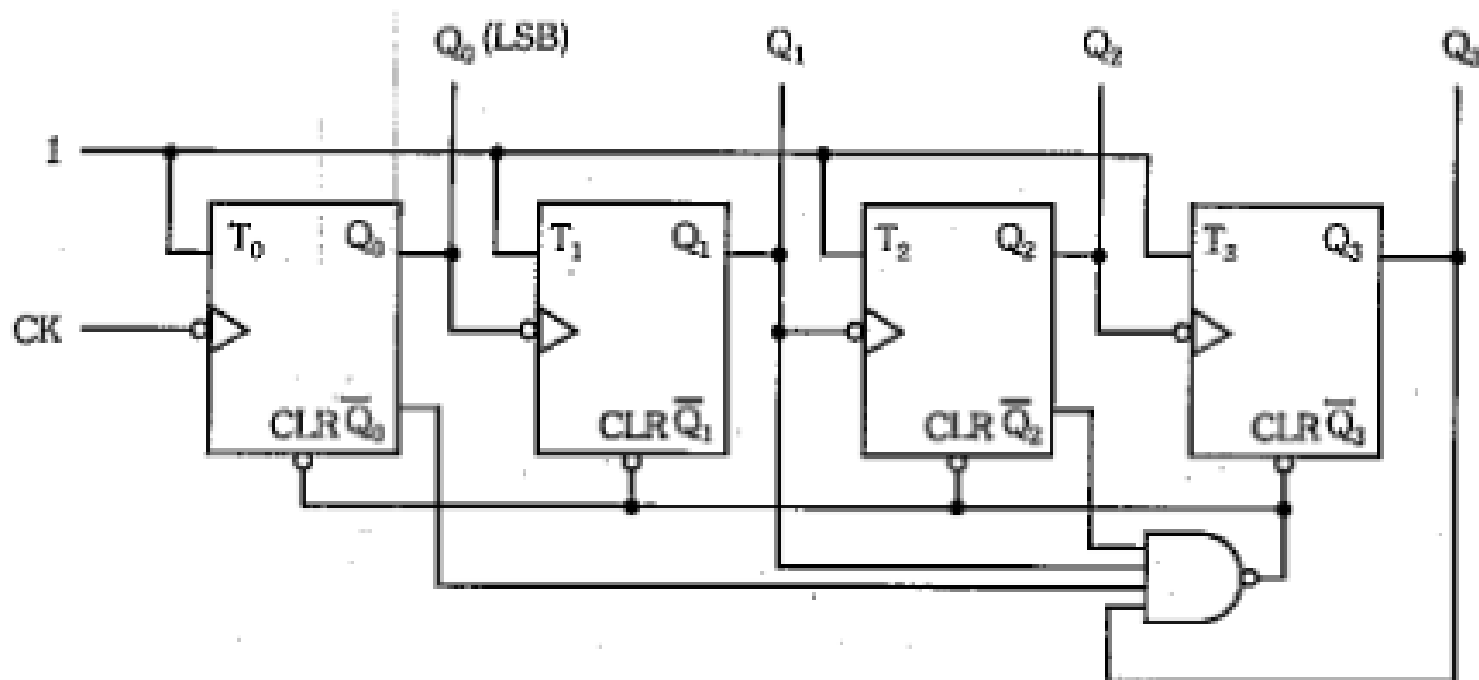 Q₀ (LSB) Q₁ Q₂ Q₃
1
T₀ Q₀ T₁ Q₁ T₂ Q₂ T₃ Q₃
CK
CLR Q̅₀ CLR Q̅₁ CLR Q̅₂ CLR Q̅₃